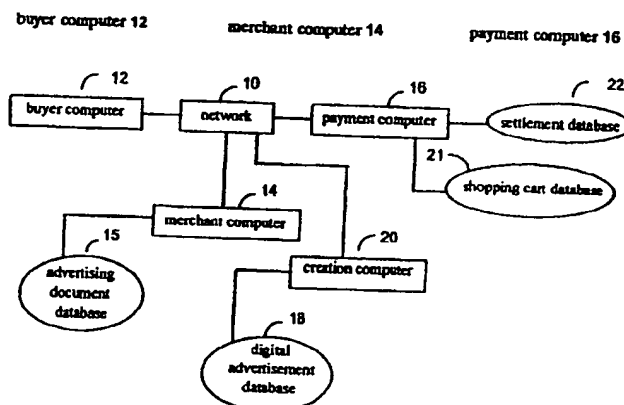 buyer computer 12
merchant computer 14
payment computer 16
12
10
16
22
buyer computer
network
payment computer
settlement database
21
shopping cart database
14
merchant computer
15
20
advertising
document
database
creation computer
18
digital
advertisement
database